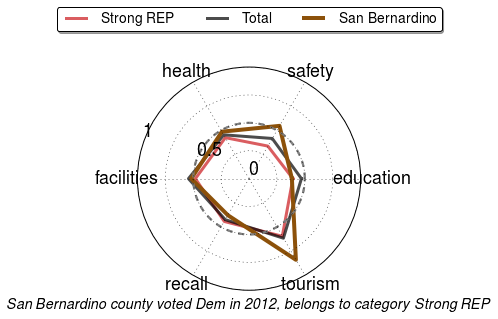 Strong REP Total San Bernardino
health safety
1
0.5
0
facilities education
recall tourism
San Bernardino county voted Dem in 2012, belongs to category Strong REP